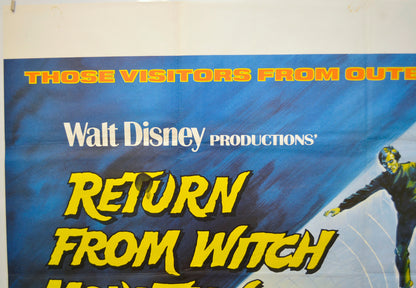 THOSE VISITORS FROM OUTE
Walt Disney PRODUCTIONS'
RETURN
FROM WITCH